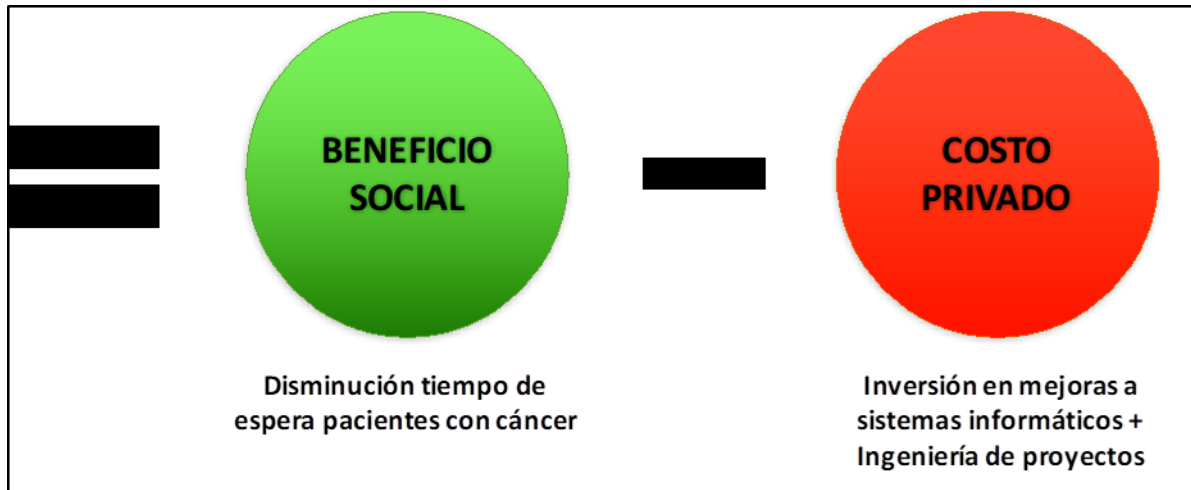 BENEFICIO
SOCIAL
COSTO
PRIVADO
Disminución tiempo de
espera pacientes con cáncer
Inversión en mejoras a
sistemas informáticos +
Ingeniería de proyectos